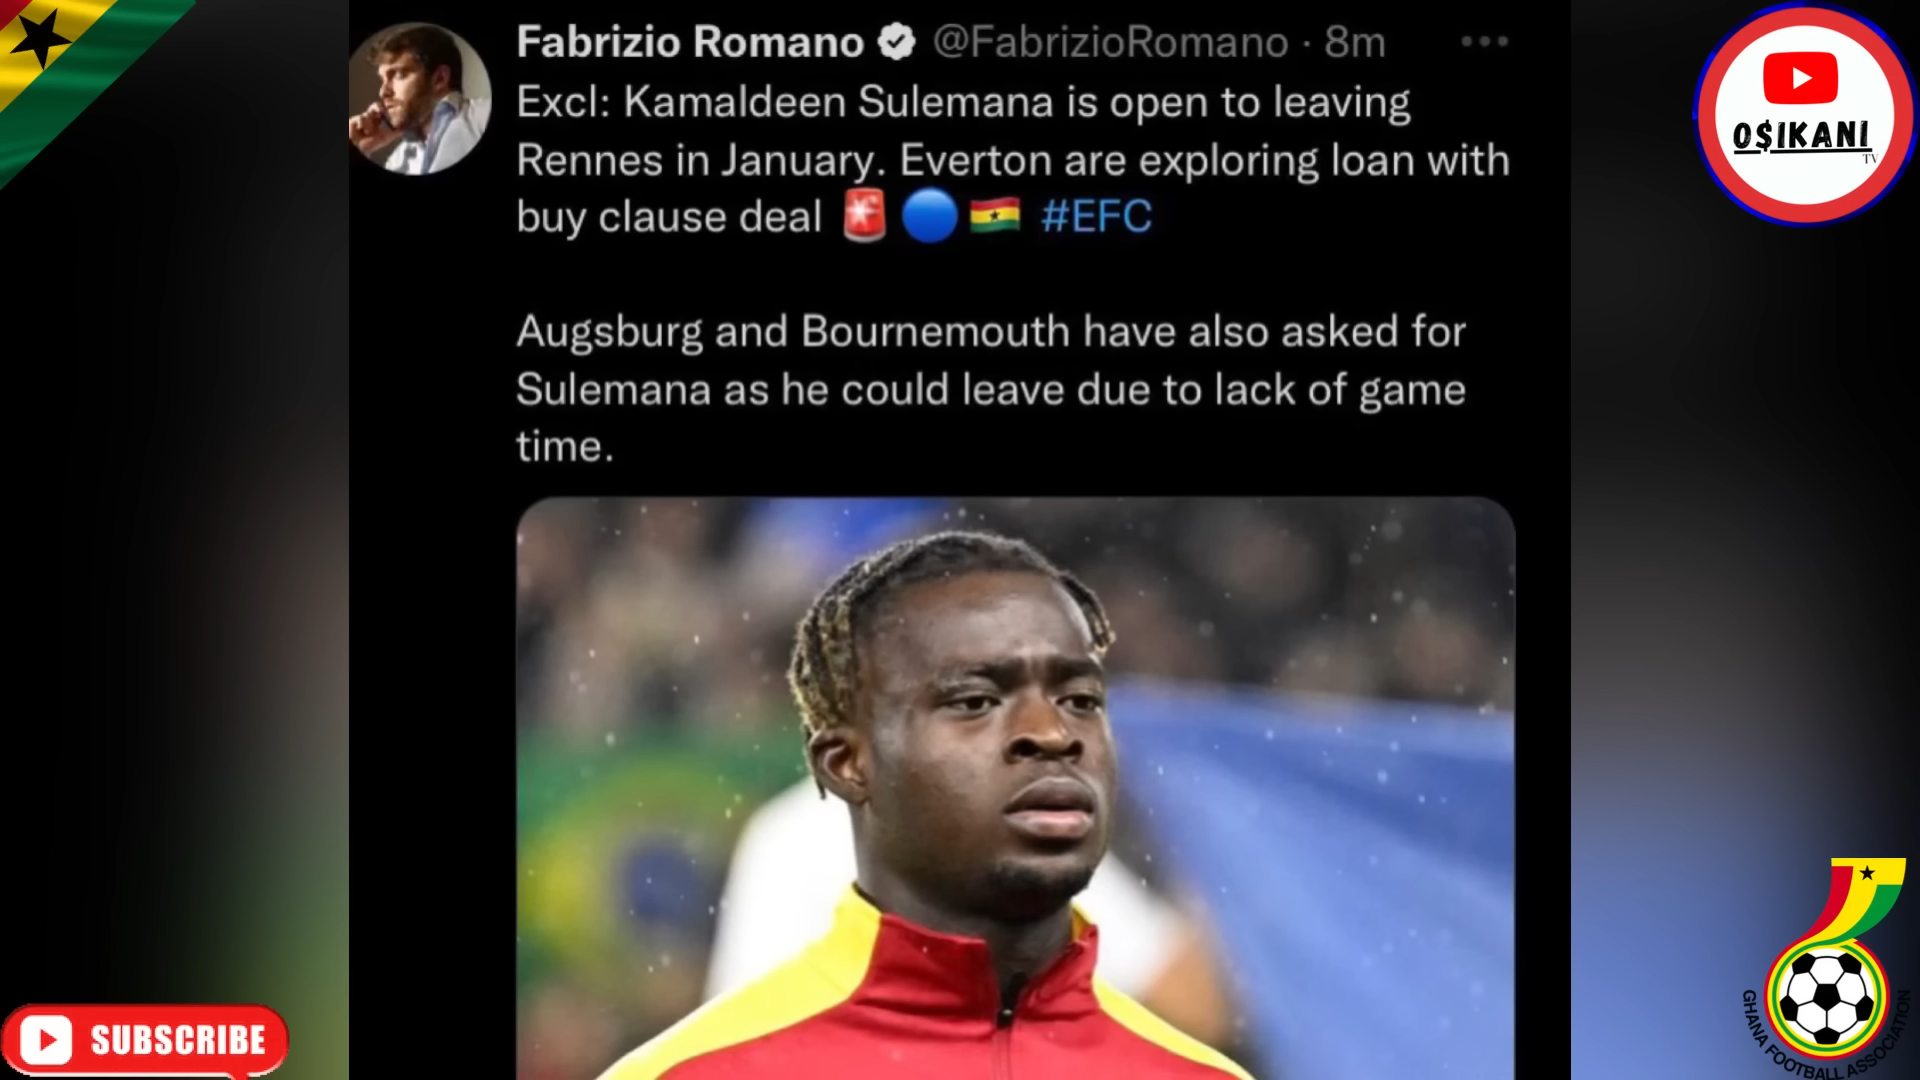 Fabrizio Romano @FabrizioRomano · 8m
Excl: Kamaldeen Sulemana is open to leaving
Rennes in January. Everton are exploring loan with
buy clause deal 🚨🔵🇬🇭 #EFC
Augsburg and Bournemouth have also asked for
Sulemana as he could leave due to lack of game
time.
O$IKANI
TV
SUBSCRIBE
GHANA FOOTBALL ASSOCIATION